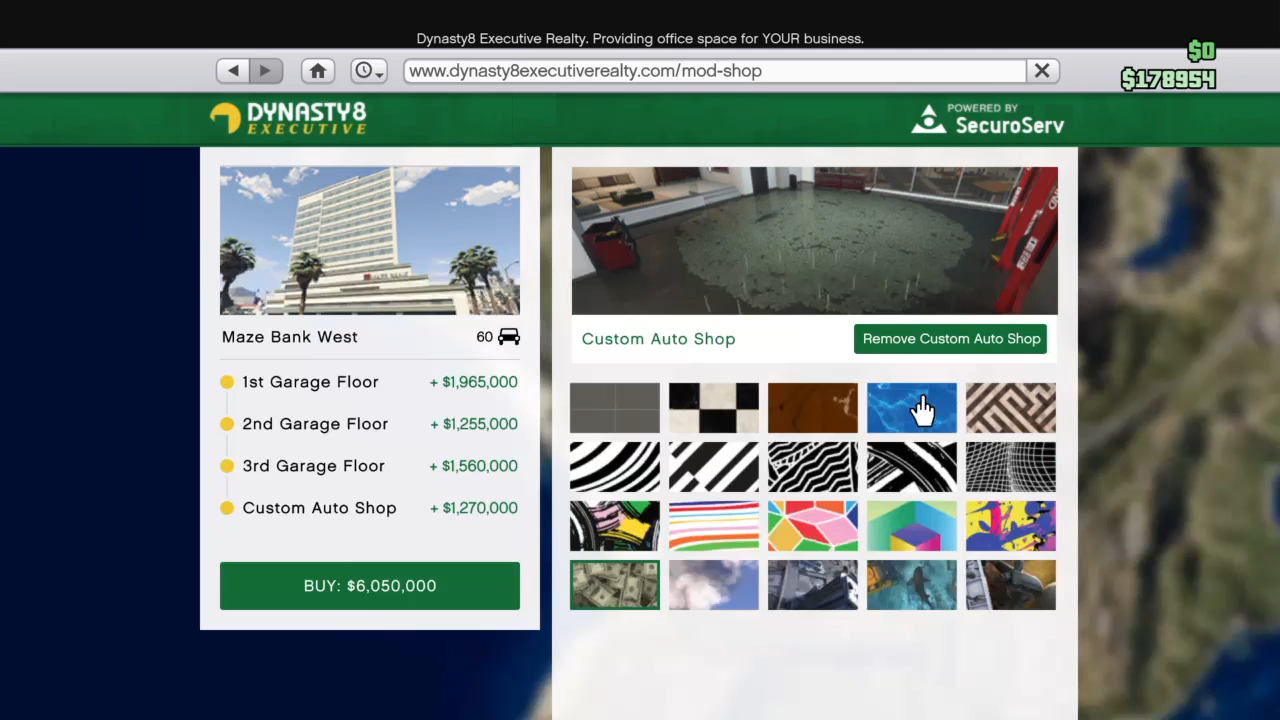 Dynasty8 Executive Realty. Providing office space for YOUR business.
$0
www.dynasty8executiverealty.com/mod-shop
$178954
DYNASTY8
EXECUTIVE
POWERED BY
SecuroServ
Maze Bank West
60
1st Garage Floor
+ $1,965,000
2nd Garage Floor
+ $1,255,000
3rd Garage Floor
+ $1,560,000
Custom Auto Shop
+ $1,270,000
BUY: $6,050,000
Custom Auto Shop
Remove Custom Auto Shop